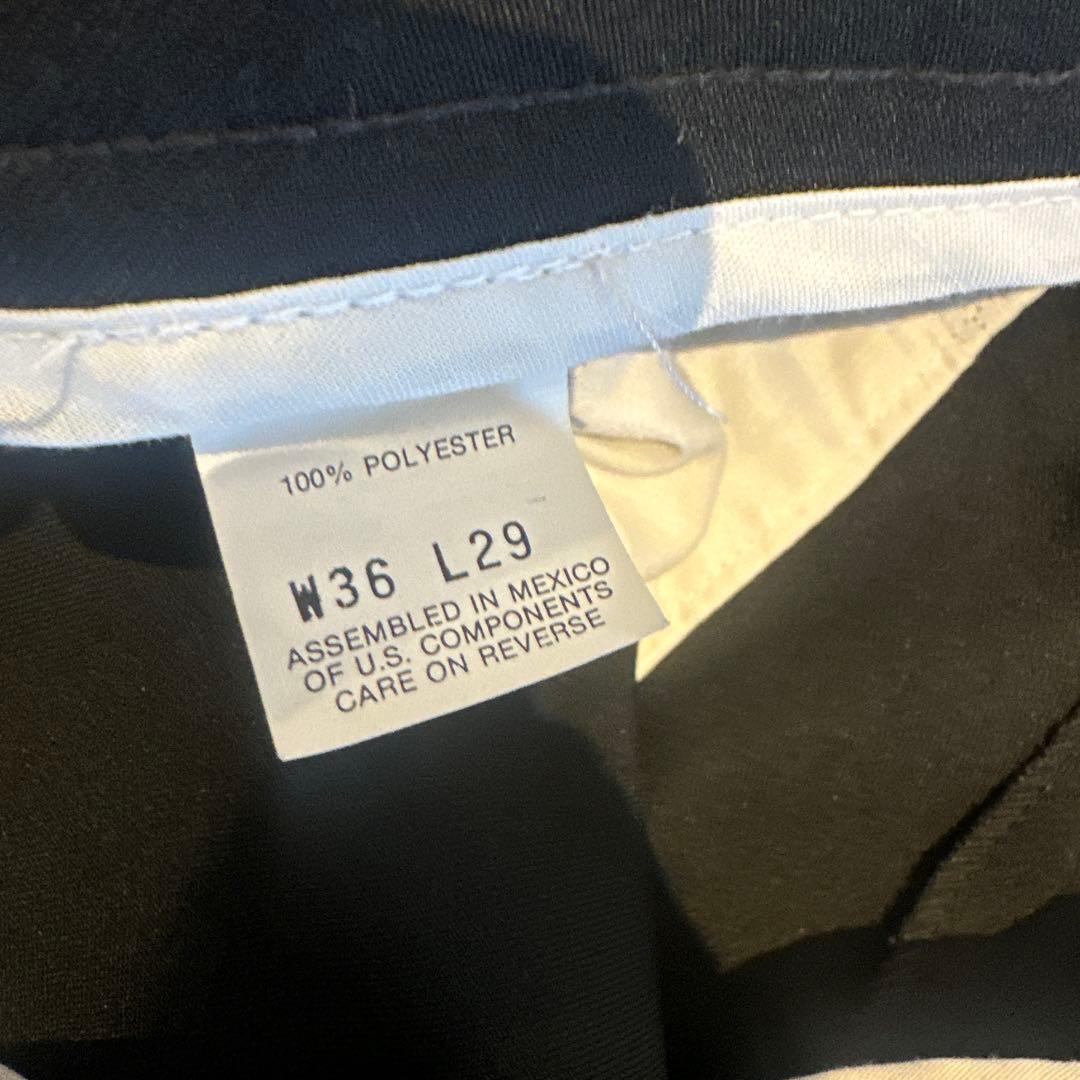 100% POLYESTER
W36 L29
ASSEMBLED IN MEXICO
OF U.S. COMPONENTS
CARE ON REVERSE